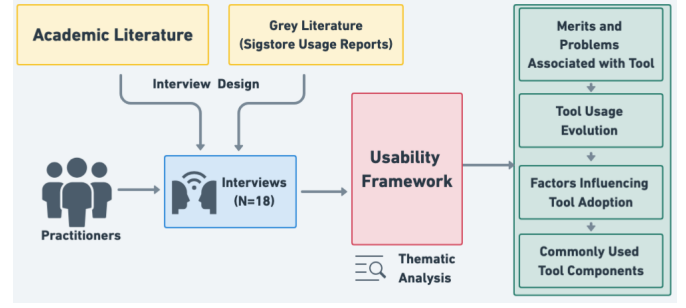 Academic Literature
Grey Literature
(Sigstore Usage Reports)
Interview Design
Practitioners
Interviews
(N=18)
Usability
Framework
Thematic
Analysis
Merits and
Problems
Associated with Tool
Tool Usage
Evolution
Factors Influencing
Tool Adoption
Commonly Used
Tool Components